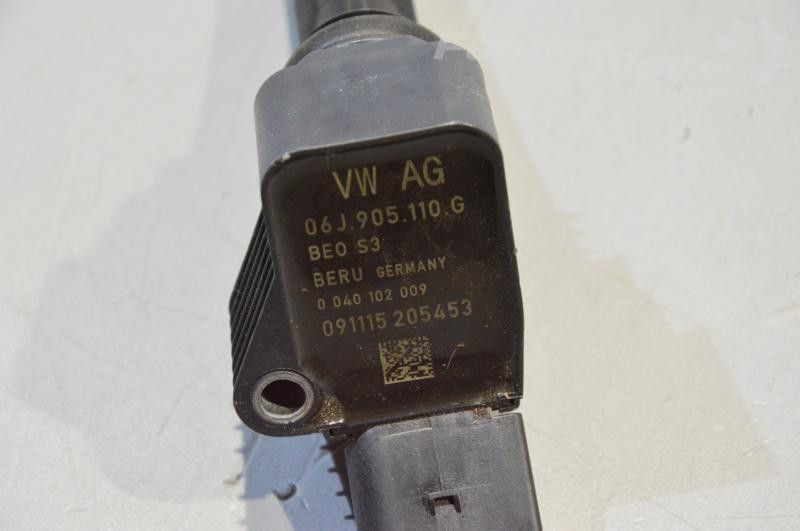 VW AG
06J.905.110.G
BEO S3
BERU GERMANY
0 040 102 009
091115 205453